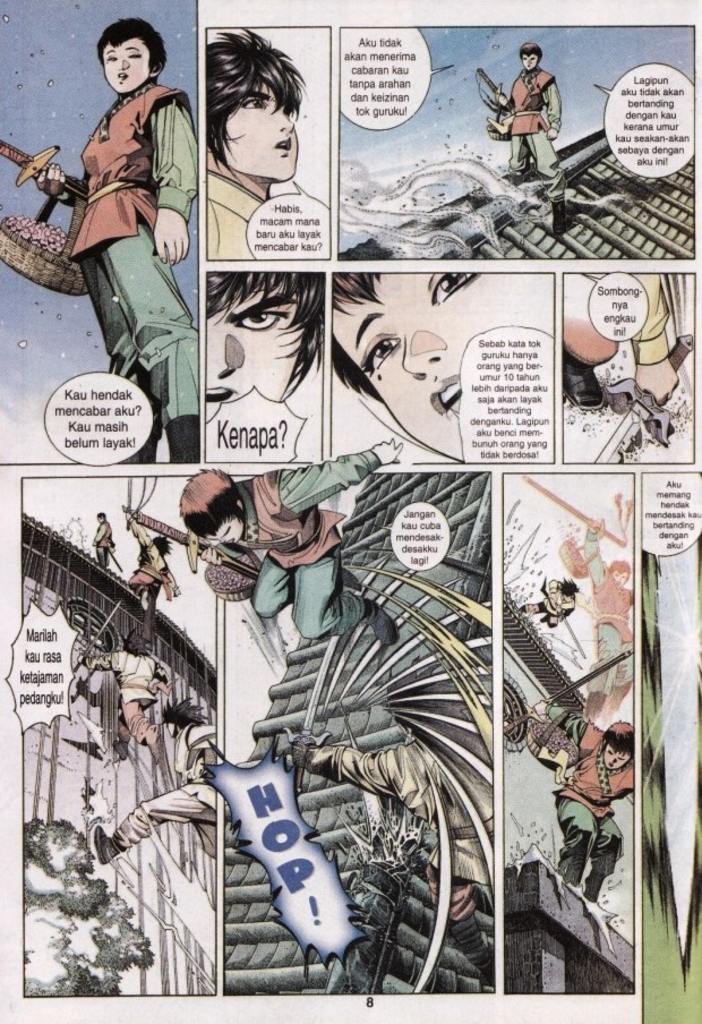 Kau hendak
mencabar aku?
Kau masih
belum layak!
Habis,
macam mana
baru aku layak
mencabar kau?
Aku tidak
akan menerima
cabaran kau
tanpa arahan
dan keizinan
tok guruku!
Lagipun
aku tidak akan
bertanding
dengan kau
kerana umur
kau seakan-akan
sebaya dengan
aku ini!
Kenapa?
Sebab kata tok
guruku hanya
orang yang ber-
umur 10 tahun
lebih daripada aku
saja akan layak
bertanding
denganku. Lagipun
aku benci mem-
bunuh orang yang
tidak berdosa!
Sombong-
nya
engkau
ini!
Marilah
kau rasa
ketajaman
pedangku!
Jangan
kau cuba
mendesak-
desakku
lagi!
HOP!
Aku
memang
hendak
mendesak kau
bertanding
dengan
aku!
8